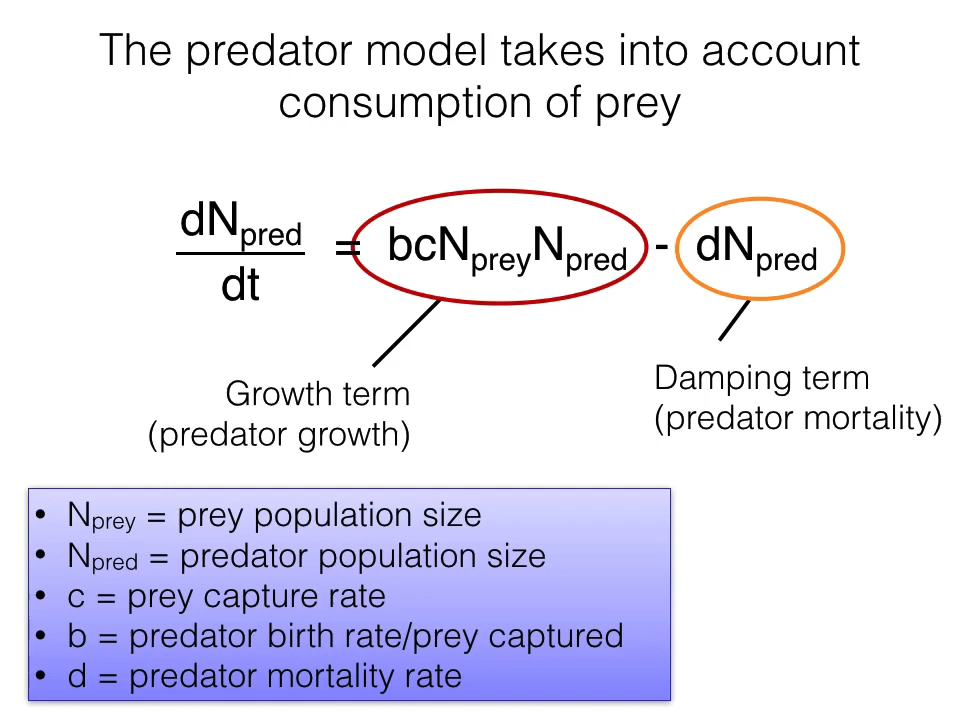 The predator model takes into account
consumption of prey
dNpred
dt
= bcNpreyNpred - dNpred
Growth term
(predator growth)
Damping term
(predator mortality)
• Nprey = prey population size
• Npred = predator population size
• c = prey capture rate
• b = predator birth rate/prey captured
• d = predator mortality rate